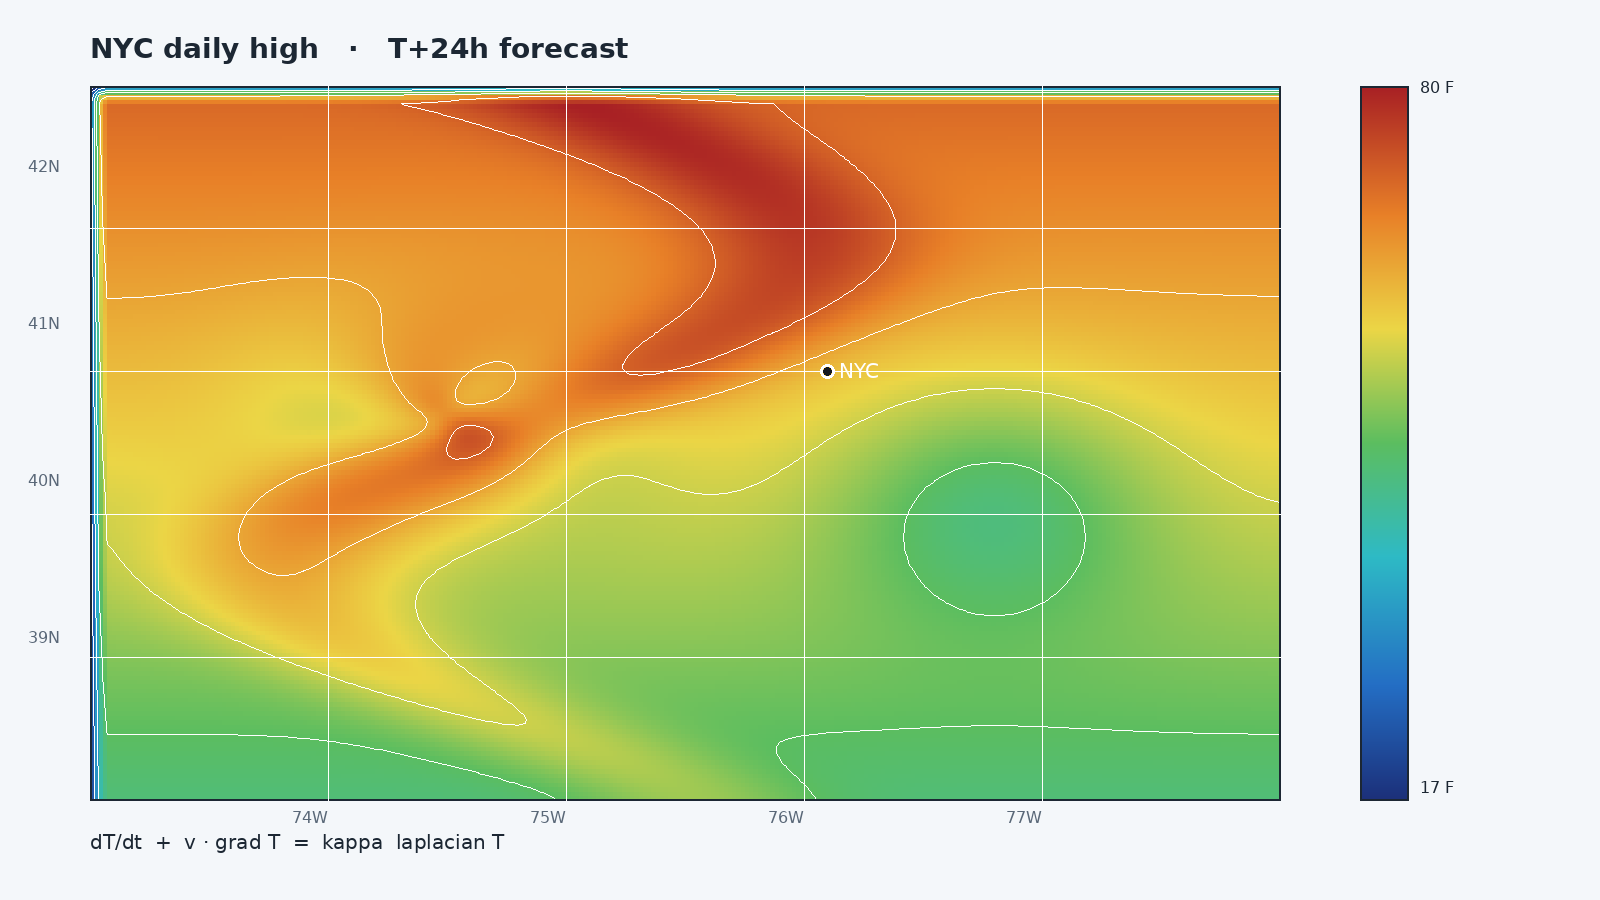 NYC daily high · T+24h forecast
80 F
42N
41N
NYC
40N
39N
17 F
74W 75W 76W 77W
dT/dt + v · grad T = kappa laplacian T